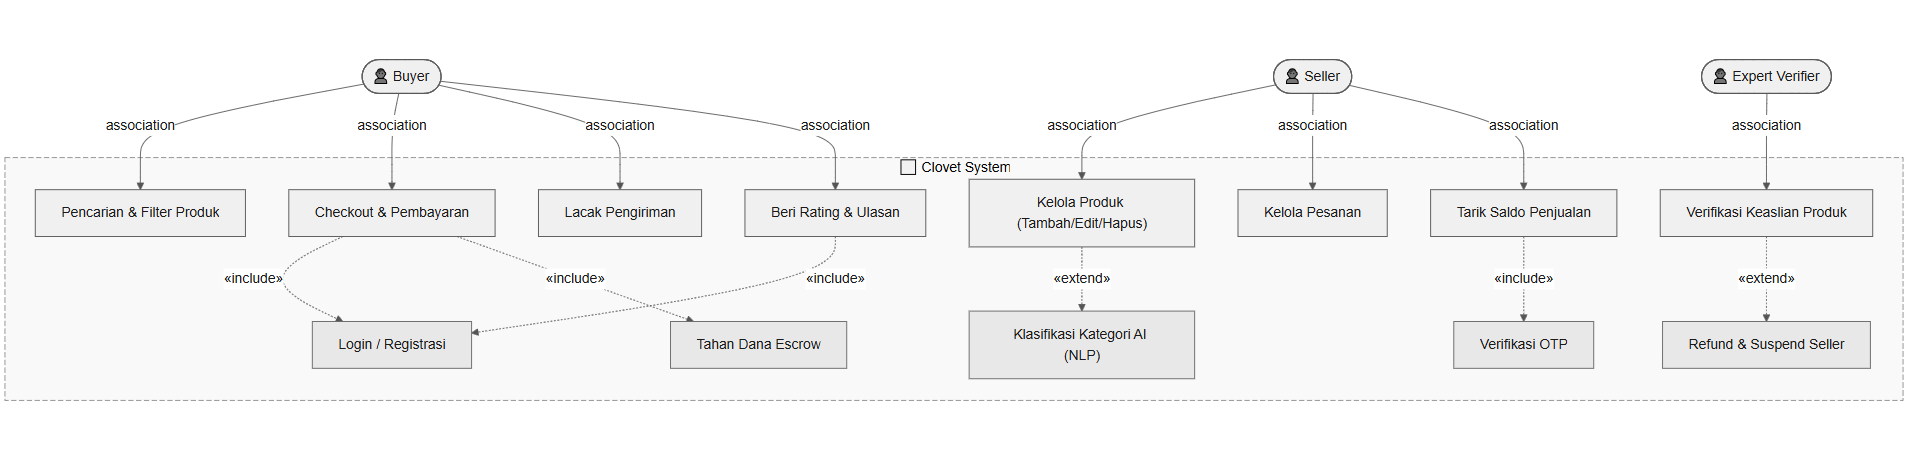 Buyer
Seller
Expert Verifier
association
association
association
association
association
association
association
association
Clovet System
Pencarian & Filter Produk
Checkout & Pembayaran
Lacak Pengiriman
Beri Rating & Ulasan
Kelola Produk
(Tambah/Edit/Hapus)
Kelola Pesanan
Tarik Saldo Penjualan
Verifikasi Keaslian Produk
«include»
«include»
«include»
«extend»
«include»
«extend»
Login / Registrasi
Tahan Dana Escrow
Klasifikasi Kategori AI
(NLP)
Verifikasi OTP
Refund & Suspend Seller